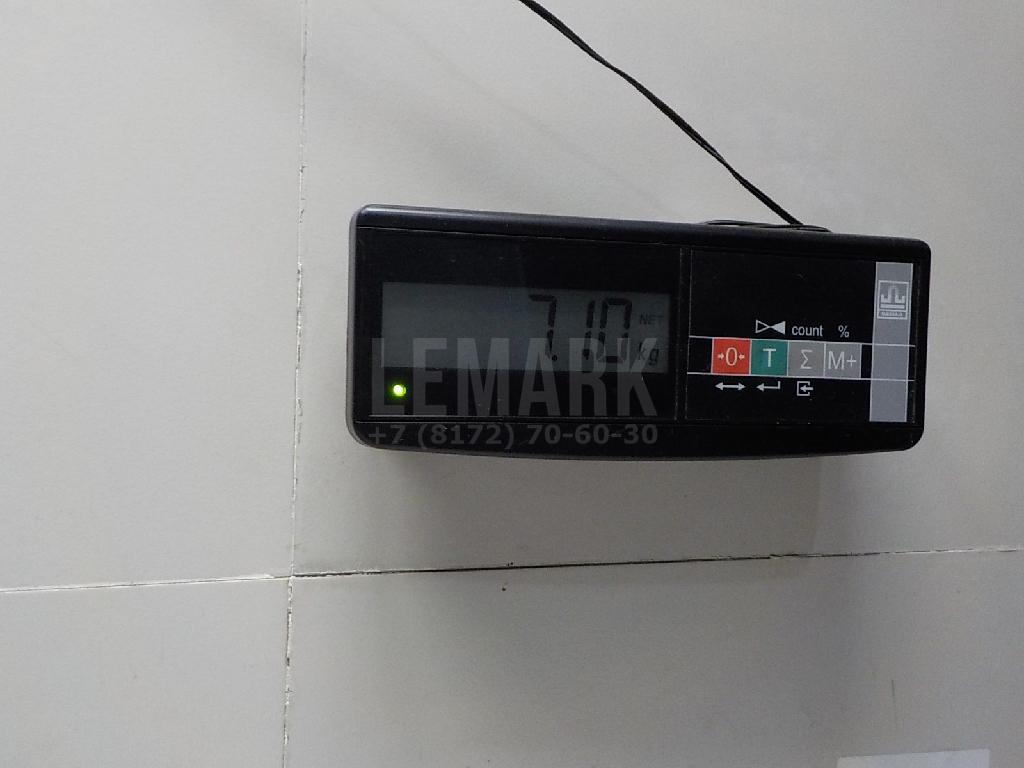 7.10 NET
kg
count %
→0← T Σ M+
LEMARK
+7 (8172) 70-60-30